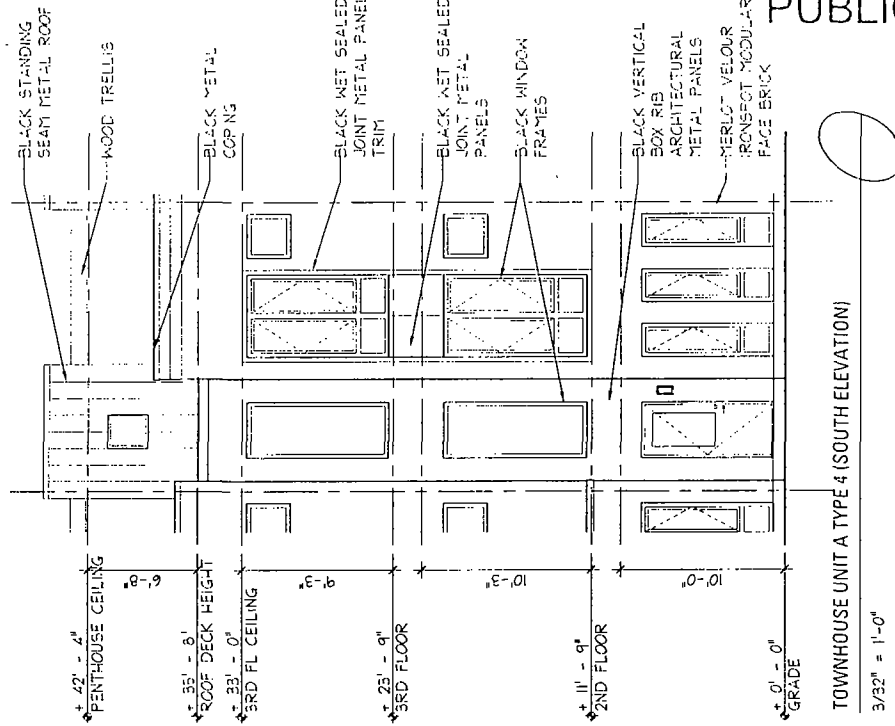 PUBLIC
BLACK STANDING
SEAM METAL ROOF
WOOD TRELLIS
BLACK METAL
COPING
BLACK WET SEALED
JOINT METAL PANEL
TRIM
BLACK WET SEALED
JOINT METAL
PANELS
BLACK WINDOW
FRAMES
BLACK VERTICAL
BOX RIB
ARCHITECTURAL
METAL PANELS
MERLOT VELOUR
IRONSPOT MODULAR
FACE BRICK
+ 42' - 4"
PENTHOUSE CEILING
6'-8"
+ 35' - 8"
ROOF DECK HEIGHT
+ 33' - 0"
3RD FL CEILING
9'-3"
+ 23' - 9"
3RD FLOOR
10'-3"
+ 11' - 9"
2ND FLOOR
10'-0"
+ 0' - 0"
GRADE
TOWNHOUSE UNIT A TYPE 4 (SOUTH ELEVATION)
3/32" = 1'-0"